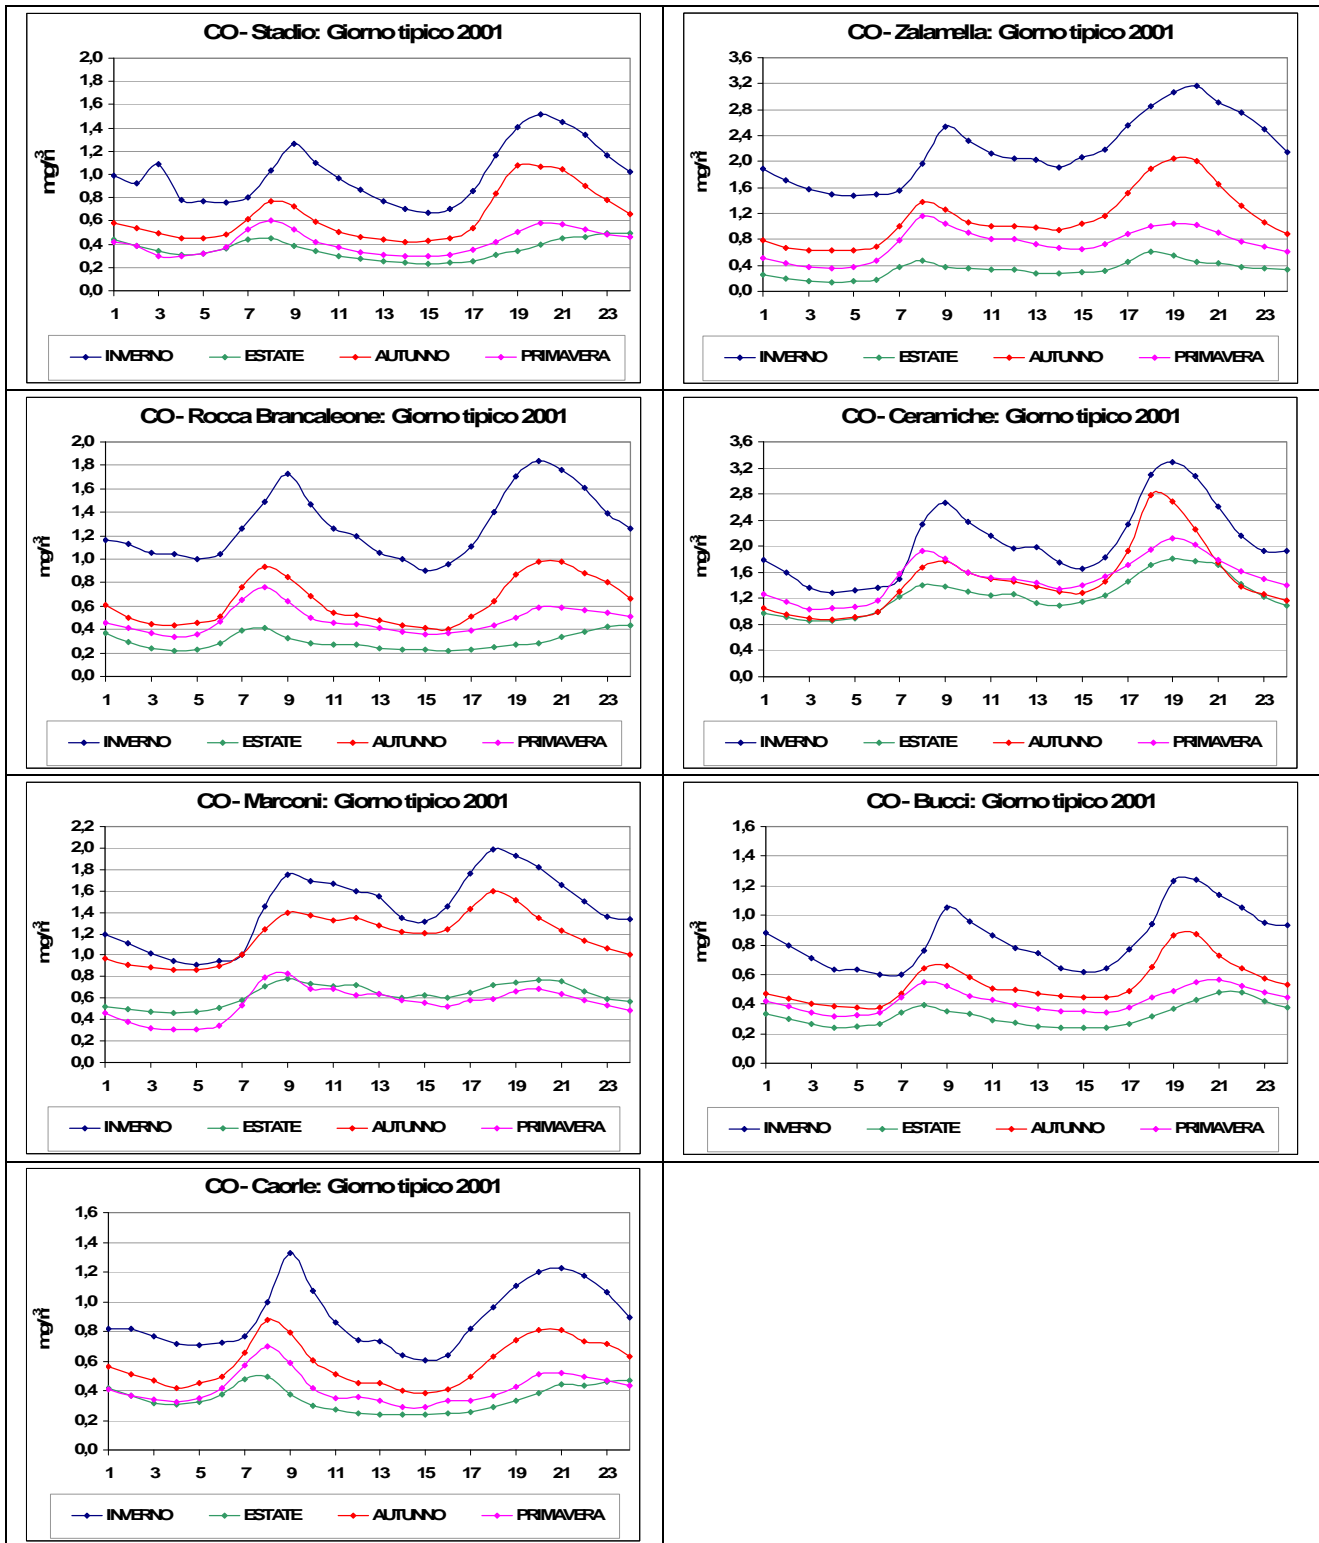 CO - Stadio: Giorno tipico 2001
2,0
1,8
1,6
1,4
1,2
1,0
0,8
0,6
0,4
0,2
0,0
mg/m³
1 3 5 7 9 11 13 15 17 19 21 23
INVERNO ESTATE AUTUNNO PRIMAVERA
CO - Zalamella: Giorno tipico 2001
3,6
3,2
2,8
2,4
2,0
1,6
1,2
0,8
0,4
0,0
mg/m³
1 3 5 7 9 11 13 15 17 19 21 23
INVERNO ESTATE AUTUNNO PRIMAVERA
CO - Rocca Brancaleone: Giorno tipico 2001
2,0
1,8
1,6
1,4
1,2
1,0
0,8
0,6
0,4
0,2
0,0
mg/m³
1 3 5 7 9 11 13 15 17 19 21 23
INVERNO ESTATE AUTUNNO PRIMAVERA
CO - Ceramiche: Giorno tipico 2001
3,6
3,2
2,8
2,4
2,0
1,6
1,2
0,8
0,4
0,0
mg/m³
1 3 5 7 9 11 13 15 17 19 21 23
INVERNO ESTATE AUTUNNO PRIMAVERA
CO - Marconi: Giorno tipico 2001
2,2
2,0
1,8
1,6
1,4
1,2
1,0
0,8
0,6
0,4
0,2
0,0
mg/m³
1 3 5 7 9 11 13 15 17 19 21 23
INVERNO ESTATE AUTUNNO PRIMAVERA
CO - Bucci: Giorno tipico 2001
1,6
1,4
1,2
1,0
0,8
0,6
0,4
0,2
0,0
mg/m³
1 3 5 7 9 11 13 15 17 19 21 23
INVERNO ESTATE AUTUNNO PRIMAVERA
CO - Caorle: Giorno tipico 2001
1,6
1,4
1,2
1,0
0,8
0,6
0,4
0,2
0,0
mg/m³
1 3 5 7 9 11 13 15 17 19 21 23
INVERNO ESTATE AUTUNNO PRIMAVERA